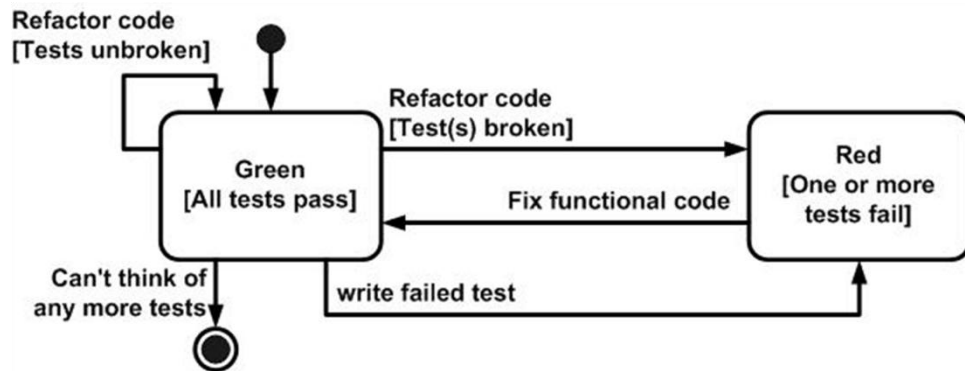 Refactor code
[Tests unbroken]
Refactor code
[Test(s) broken]
Green
[All tests pass]
Red
[One or more
tests fail]
Fix functional code
Can't think of
any more tests
write failed test